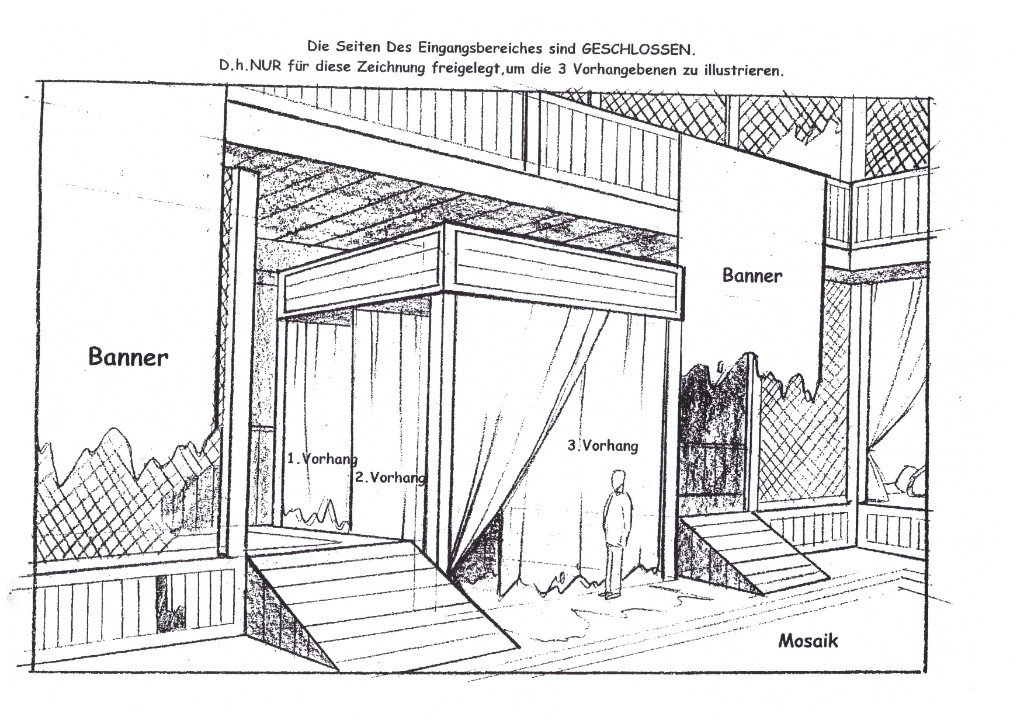 Die Seiten Des Eingangsbereiches sind GESCHLOSSEN.
D.h.NUR für diese Zeichnung freigelegt,um die 3 Vorhangebenen zu illustrieren.
Banner
Banner
1.Vorhang
2.Vorhang
3.Vorhang
Mosaik